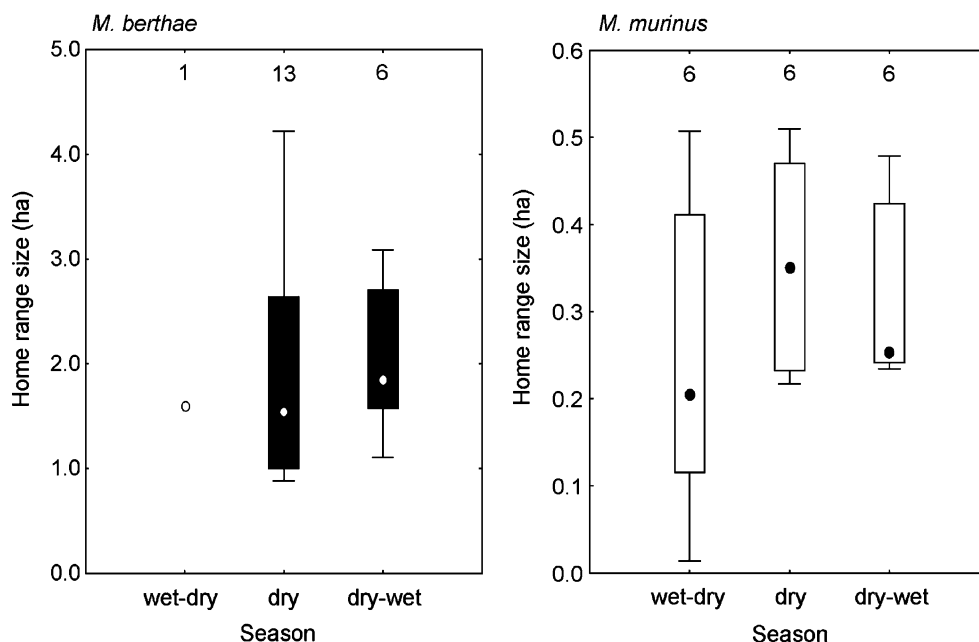 M. berthae
5.0
4.0
3.0
2.0
1.0
0.0
Home range size (ha)
1 13 6
wet-dry dry dry-wet
Season
M. murinus
0.6
0.5
0.4
0.3
0.2
0.1
0.0
Home range size (ha)
6 6 6
wet-dry dry dry-wet
Season